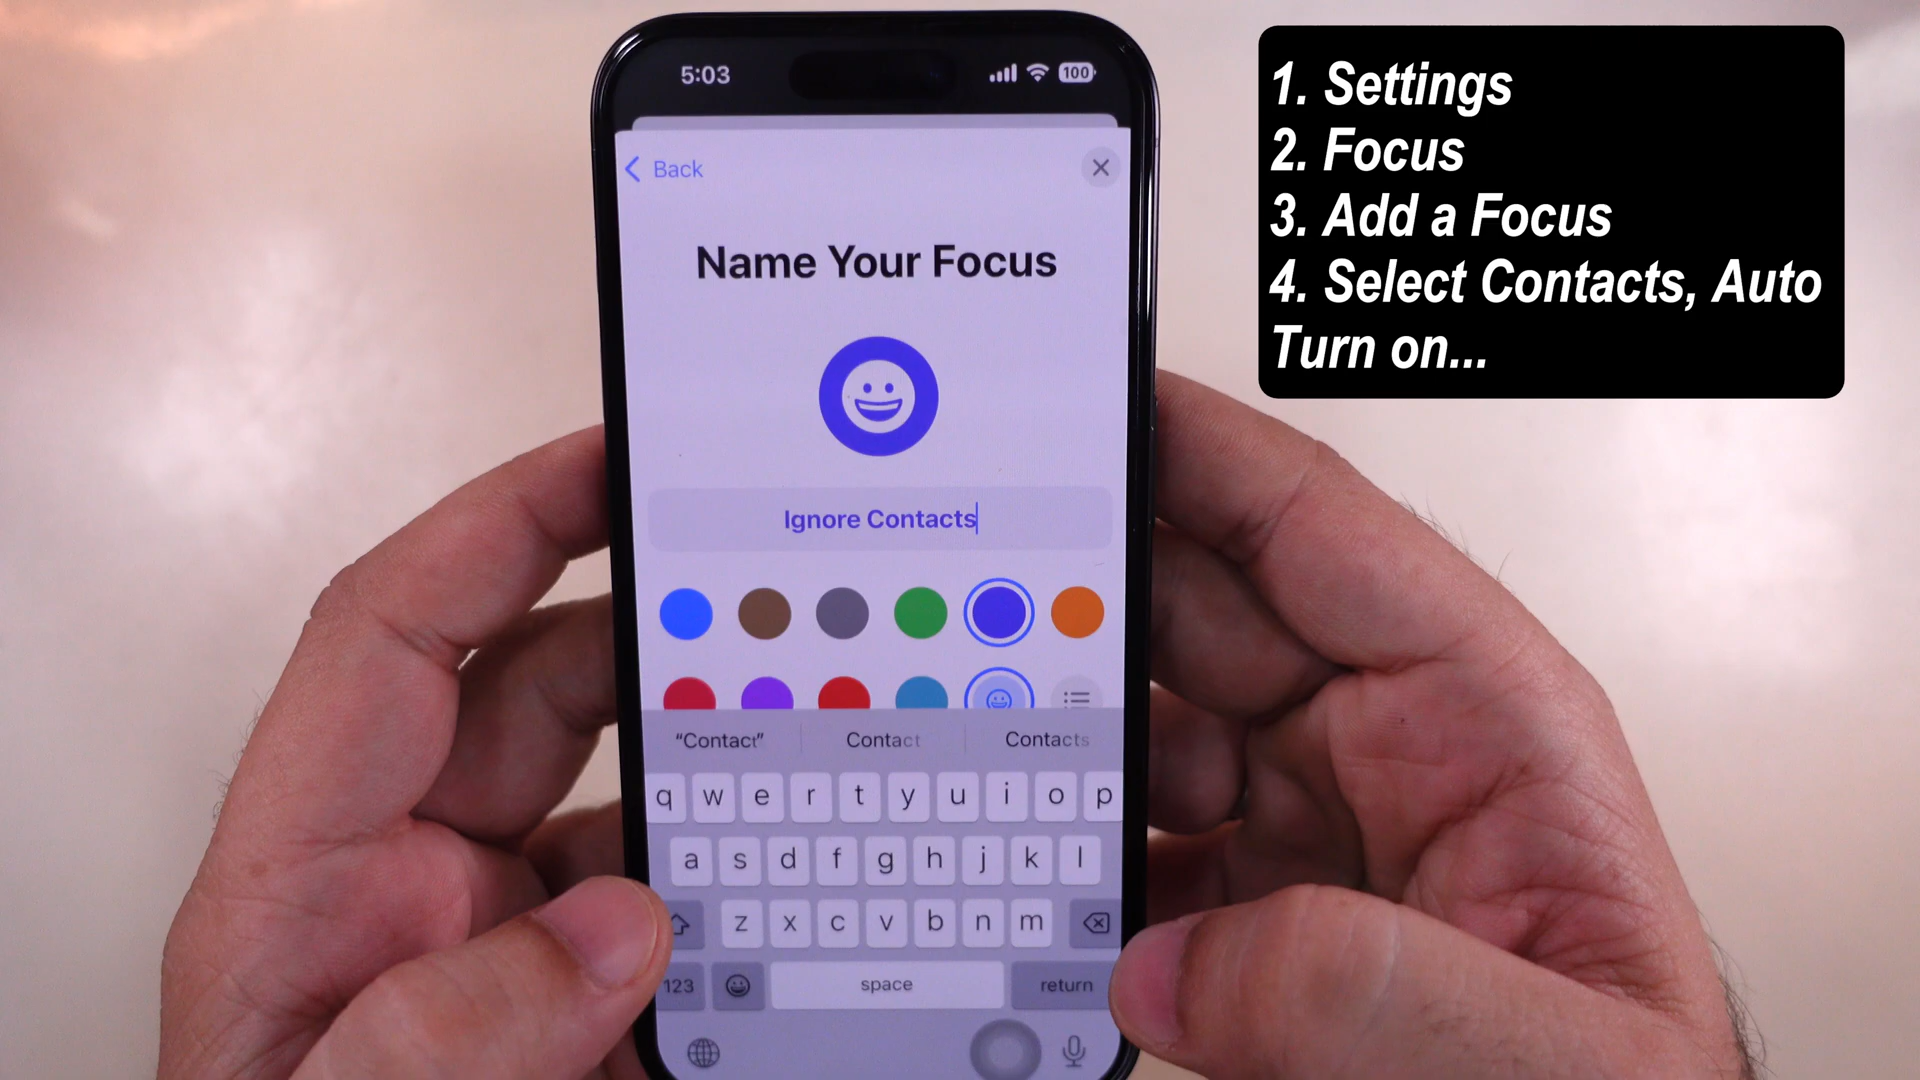 5:03
100
Back
Name Your Focus
Ignore Contacts
"Contact" Contact Contacts
q w e r t y u i o p
a s d f g h j k l
z x c v b n m
123 space return
1. Settings
2. Focus
3. Add a Focus
4. Select Contacts, Auto
Turn on...